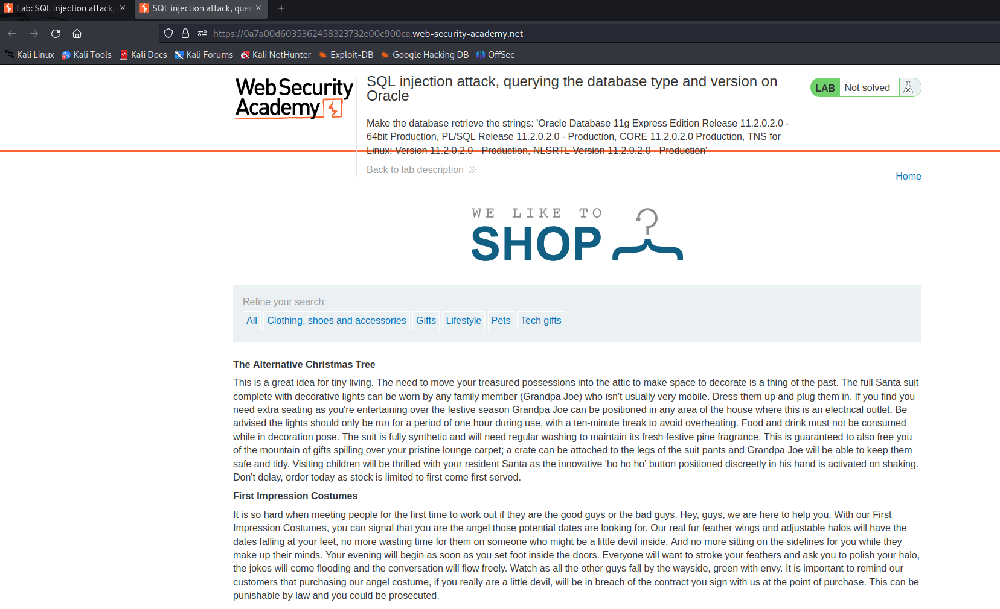 Lab: SQL injection attack,
SQL injection attack, quer
https://0a7a00d6035362458323732e00c900ca.web-security-academy.net
Kali Linux Kali Tools Kali Docs Kali Forums Kali NetHunter Exploit-DB Google Hacking DB OffSec
Web Security
Academy
SQL injection attack, querying the database type and version on
Oracle
LAB Not solved
Make the database retrieve the strings: 'Oracle Database 11g Express Edition Release 11.2.0.2.0 -
64bit Production, PL/SQL Release 11.2.0.2.0 - Production, CORE 11.2.0.2.0 Production, TNS for
Linux: Version 11.2.0.2.0 - Production, NLSRTL Version 11.2.0.2.0 - Production'
Back to lab description
Home
WE LIKE TO
SHOP
Refine your search:
All Clothing, shoes and accessories Gifts Lifestyle Pets Tech gifts
The Alternative Christmas Tree
This is a great idea for tiny living. The need to move your treasured possessions into the attic to make space to decorate is a thing of the past. The full Santa suit
complete with decorative lights can be worn by any family member (Grandpa Joe) who isn't usually very mobile. Dress them up and plug them in. If you find you
need extra seating as you're entertaining over the festive season Grandpa Joe can be positioned in any area of the house where this is an electrical outlet. Be
advised the lights should only be run for a period of one hour during use, with a ten-minute break to avoid overheating. Food and drink must not be consumed
while in decoration pose. The suit is fully synthetic and will need regular washing to maintain its fresh festive pine fragrance. This is guaranteed to also free you
of the mountain of gifts spilling over your pristine lounge carpet; a crate can be attached to the legs of the suit pants and Grandpa Joe will be able to keep them
safe and tidy. Visiting children will be thrilled with your resident Santa as the innovative 'ho ho ho' button positioned discreetly in his hand is activated on shaking.
Don't delay, order today as stock is limited to first come first served.
First Impression Costumes
It is so hard when meeting people for the first time to work out if they are the good guys or the bad guys. Hey, guys, we are here to help you. With our First
Impression Costumes, you can signal that you are the angel those potential dates are looking for. Our real fur feather wings and adjustable halos will have the
dates falling at your feet, no more wasting time for them on someone who might be a little devil inside. And no more sitting on the sidelines for you while they
make up their minds. Your evening will begin as soon as you set foot inside the doors. Everyone will want to stroke your feathers and ask you to polish your halo,
the jokes will come flooding and the conversation will flow freely. Watch as all the other guys fall by the wayside, green with envy. It is important to remind our
customers that purchasing our angel costume, if you really are a little devil, will be in breach of the contract you sign with us at the point of purchase. This can be
punishable by law and you could be prosecuted.